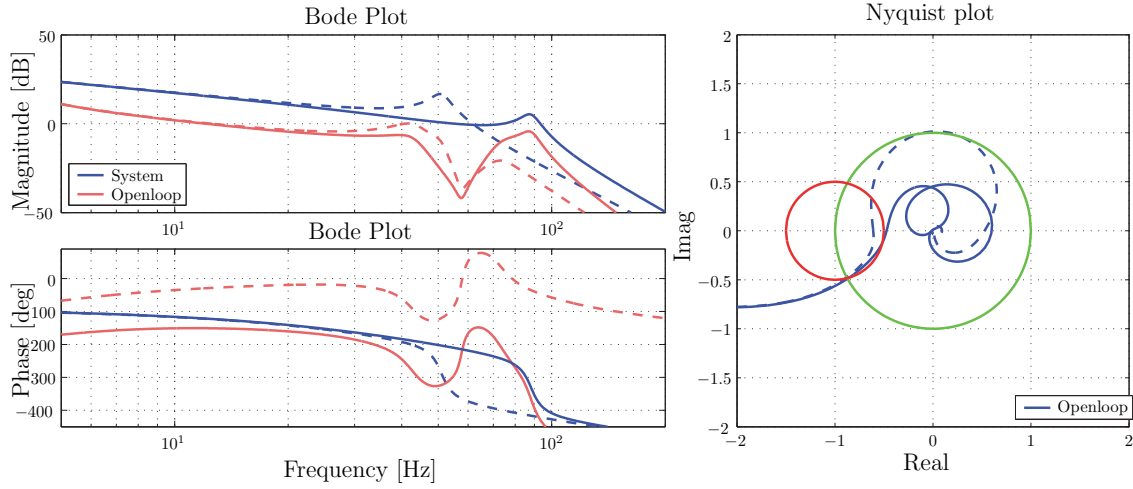 Bode Plot
Magnitude [dB]
50
0
−50
10^1
10^2
System
Openloop
Bode Plot
Phase [deg]
0
100
200
300
−400
10^1
10^2
Frequency [Hz]
Nyquist plot
Imag
2
1.5
1
0.5
0
−0.5
−1
−1.5
−2
−2
−1
0
1
2
Real
Openloop